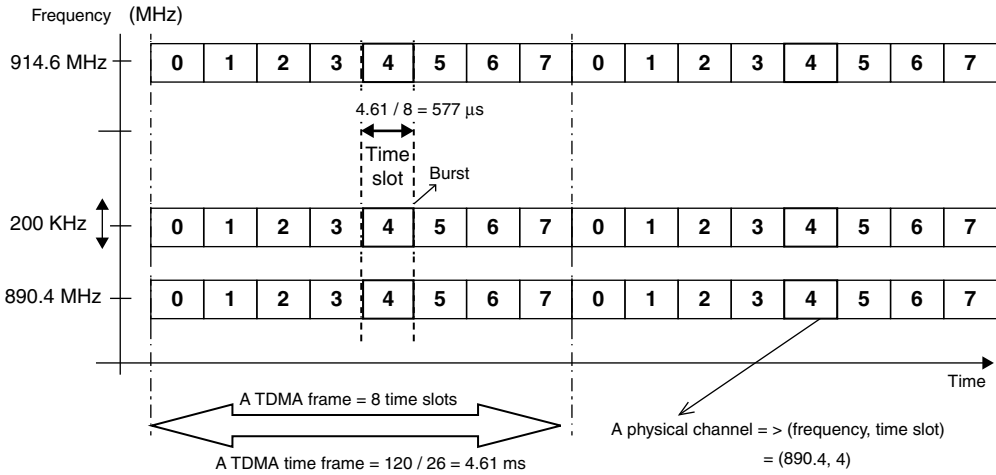 Frequency (MHz)
914.6 MHz 0 1 2 3 4 5 6 7 0 1 2 3 4 5 6 7
4.61 / 8 = 577 μs
Time
slot
Burst
200 KHz 0 1 2 3 4 5 6 7 0 1 2 3 4 5 6 7
890.4 MHz 0 1 2 3 4 5 6 7 0 1 2 3 4 5 6 7
Time
A TDMA frame = 8 time slots
A physical channel = > (frequency, time slot)
= (890.4, 4)
A TDMA time frame = 120 / 26 = 4.61 ms